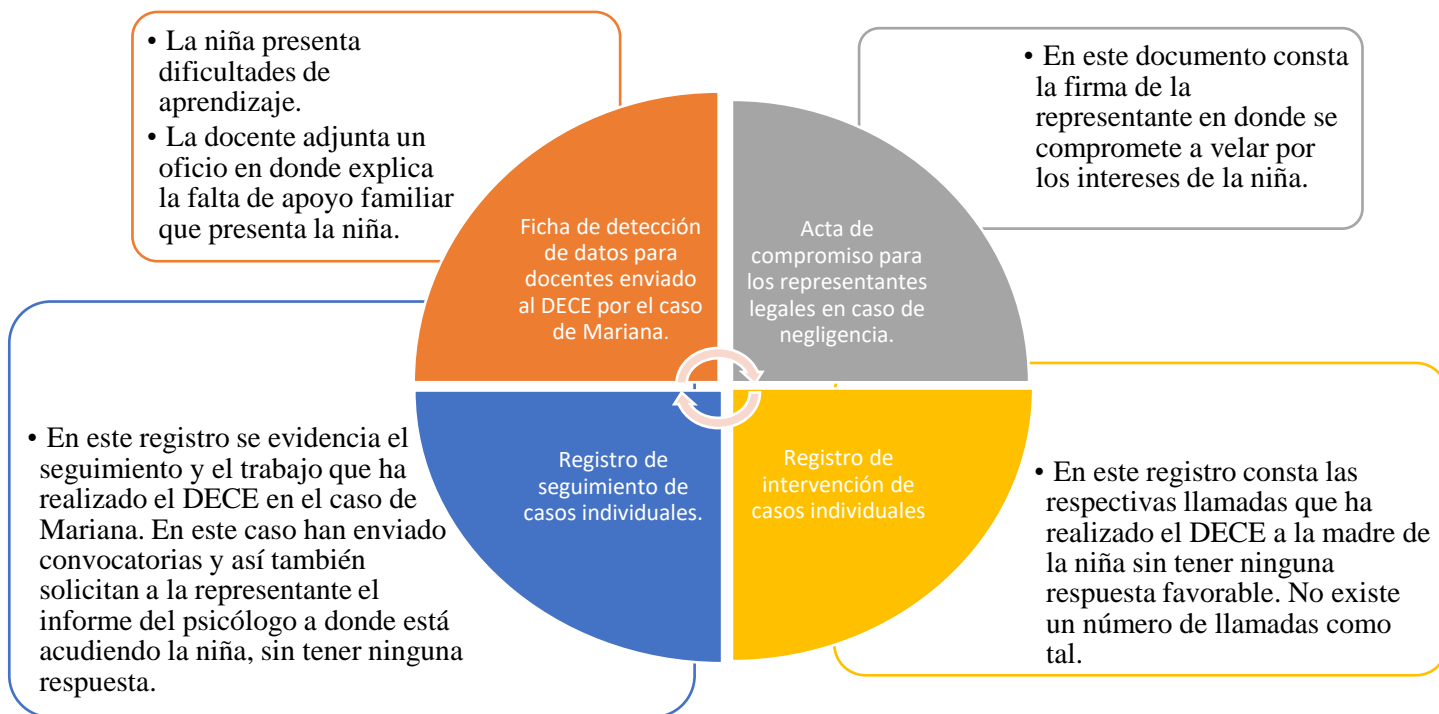 • La niña presenta
dificultades de
aprendizaje.
• La docente adjunta un
oficio en donde explica
la falta de apoyo familiar
que presenta la niña.
Ficha de detección
de datos para
docentes enviado
al DECE por el caso
de Mariana.
• En este documento consta
la firma de la
representante en donde se
compromete a velar por
los intereses de la niña.
Acta de
compromiso para
los representantes
legales en caso de
negligencia.
• En este registro se evidencia el
seguimiento y el trabajo que ha
realizado el DECE en el caso de
Mariana. En este caso han enviado
convocatorias y así también
solicitan a la representante el
informe del psicólogo a donde está
acudiendo la niña, sin tener ninguna
respuesta.
Registro de
seguimiento de
casos individuales.
Registro de
intervención de
casos individuales
• En este registro consta las
respectivas llamadas que ha
realizado el DECE a la madre de
la niña sin tener ninguna
respuesta favorable. No existe
un número de llamadas como
tal.